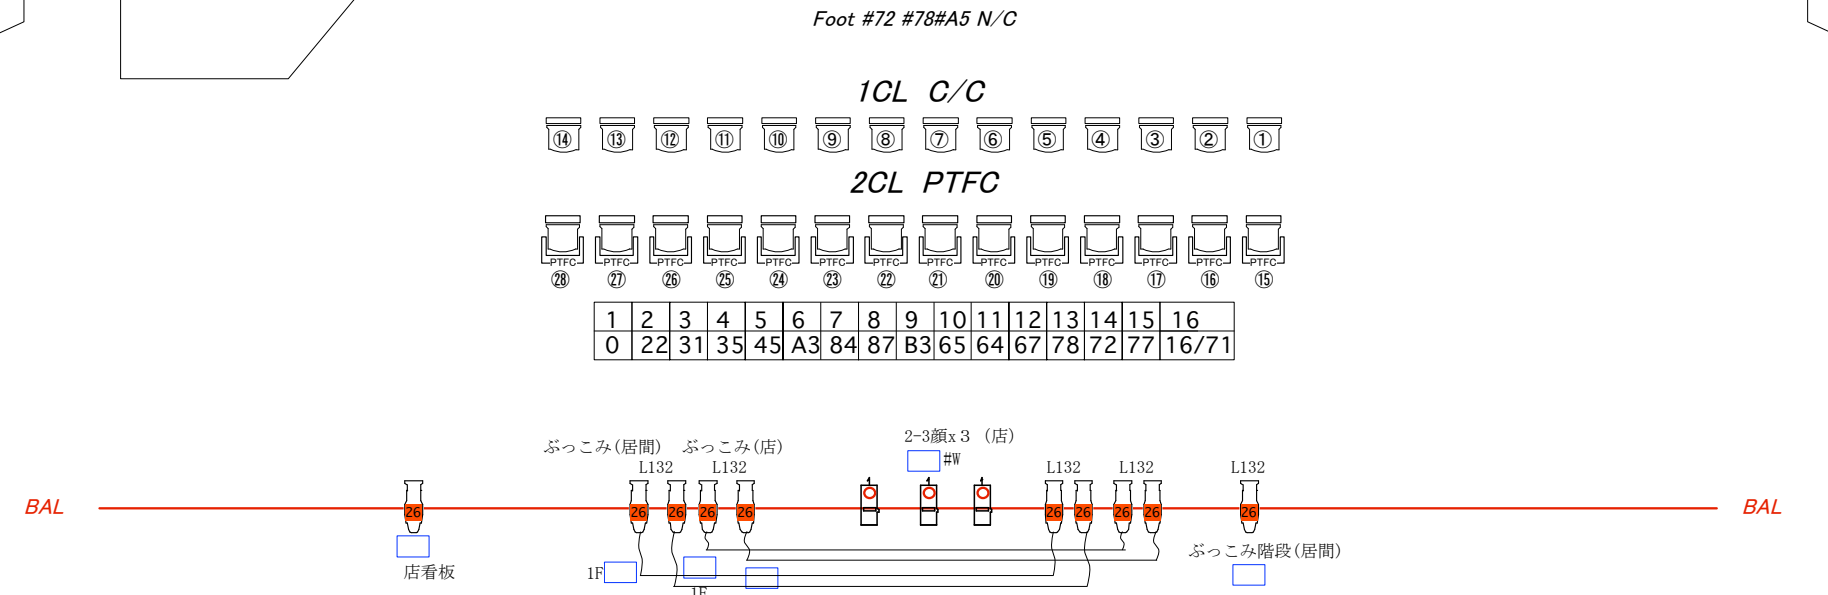 Foot #72 #78#A5 N/C
1CL C/C
⑭ ⑬ ⑫ ⑪ ⑩ ⑨ ⑧ ⑦ ⑥ ⑤ ④ ③ ② ①
2CL PTFC
PTFC PTFC PTFC PTFC PTFC PTFC PTFC PTFC PTFC PTFC PTFC PTFC PTFC PTFC
㉘ ㉗ ㉖ ㉕ ㉔ ㉓ ㉒ ㉑ ⑳ ⑲ ⑱ ⑰ ⑯ ⑮
1 2 3 4 5 6 7 8 9 10 11 12 13 14 15 16
0 22 31 35 45 A3 84 87 B3 65 64 67 78 72 77 16/71
2-3顔x３ (店)
ぶっこみ(居間) ぶっこみ(店)
#W
L132 L132 L132 L132 L132
BAL 26 26 26 26 26 26 26 26 26 26 BAL
ぶっこみ階段(居間)
店看板 1F
1F